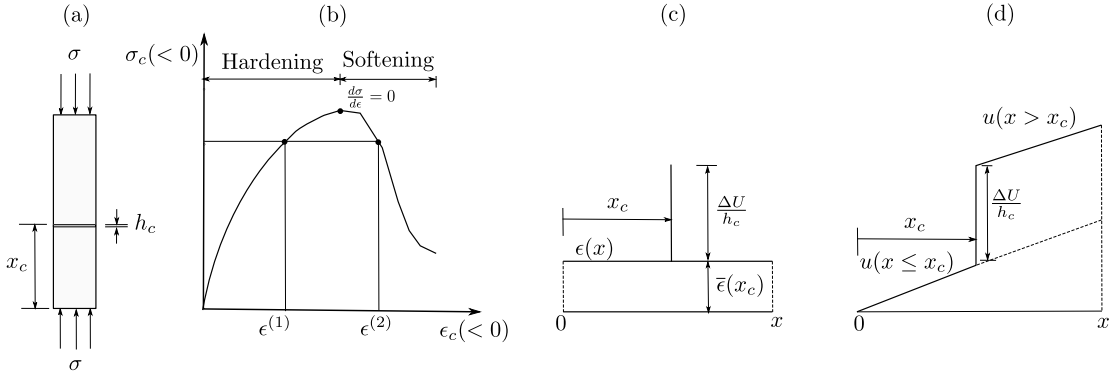 (a)
σ
h_c
x_c
σ
(b)
σ_c(<0)
Hardening
Softening
dσ/dϵ = 0
ϵ^(1)
ϵ^(2)
ϵ_c(<0)
(c)
x_c
ΔU/h_c
ϵ(x)
ϵ̅(x_c)
0
x
(d)
u(x > x_c)
x_c
ΔU/h_c
u(x ≤ x_c)
0
x